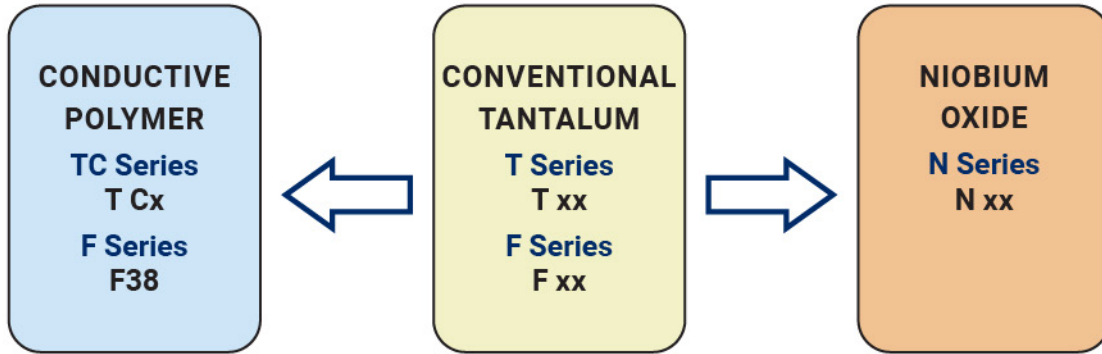 CONDUCTIVE
POLYMER
TC Series
T Cx
F Series
F38
CONVENTIONAL
TANTALUM
T Series
T xx
F Series
F xx
NIOBIUM
OXIDE
N Series
N xx